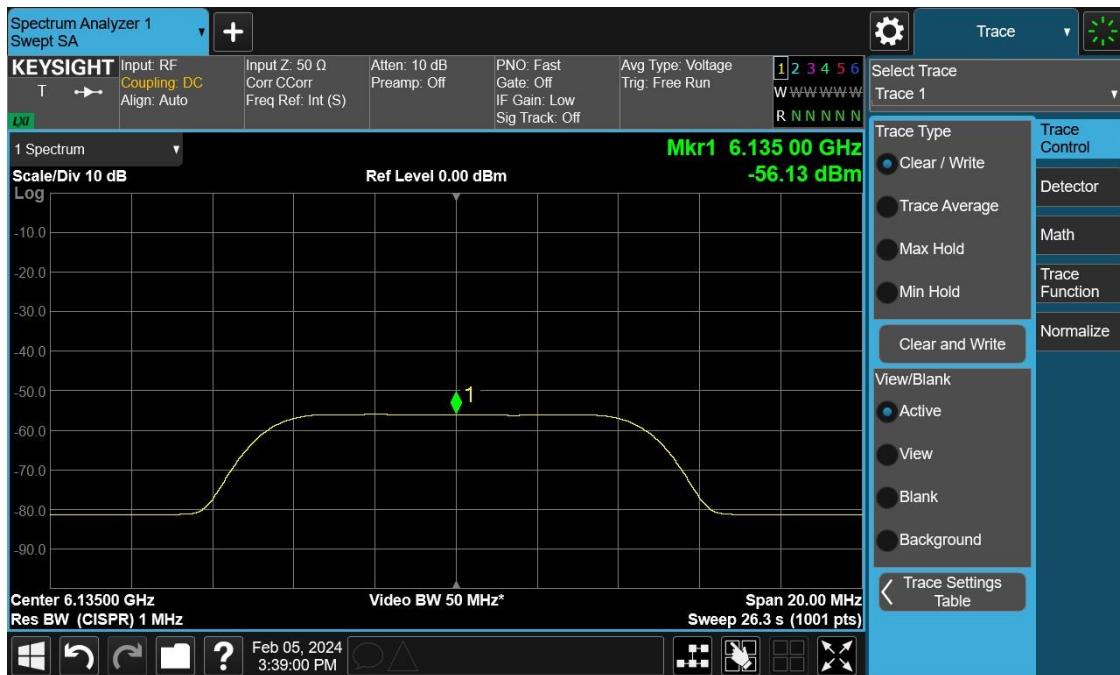 Spectrum Analyzer 1
Swept SA
+
Trace
KEYSIGHT
T
LXI
Input: RF
Coupling: DC
Align: Auto
Input Z: 50 Ω
Corr CCorr
Freq Ref: Int (S)
Atten: 10 dB
Preamp: Off
PNO: Fast
Gate: Off
IF Gain: Low
Sig Track: Off
Avg Type: Voltage
Trig: Free Run
1 2 3 4 5 6
W W W W W W
R N N N N N
Select Trace
Trace 1
1 Spectrum
Mkr1 6.135 00 GHz
Scale/Div 10 dB
Ref Level 0.00 dBm
-56.13 dBm
Log
-10.0
-20.0
-30.0
-40.0
-50.0
-60.0
-70.0
-80.0
-90.0
1
Center 6.13500 GHz
Video BW 50 MHz*
Span 20.00 MHz
Res BW (CISPR) 1 MHz
Sweep 26.3 s (1001 pts)
Trace Type
Clear / Write
Trace Average
Max Hold
Min Hold
Clear and Write
View/Blank
Active
View
Blank
Background
Trace Settings
Table
Trace
Control
Detector
Math
Trace
Function
Normalize
?
Feb 05, 2024
3:39:00 PM